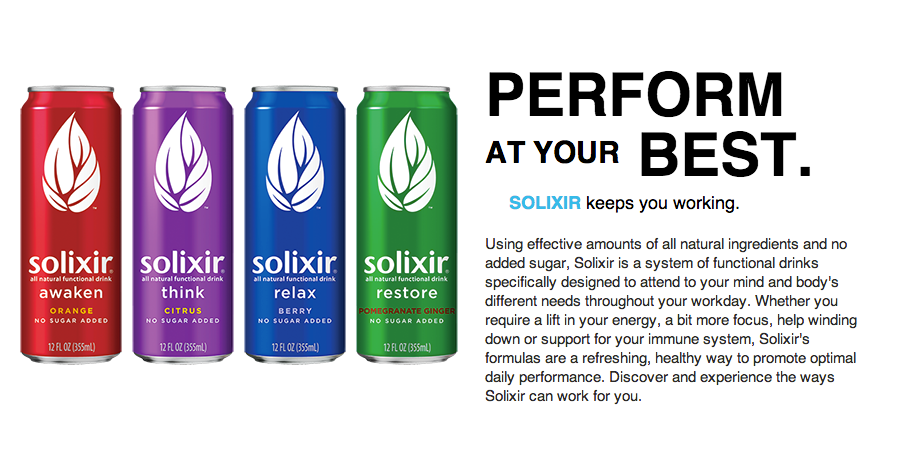 solixir
all natural functional drink
awaken
ORANGE
NO SUGAR ADDED
12 FL OZ (355mL)
solixir
all natural functional drink
think
CITRUS
NO SUGAR ADDED
12 FL OZ (355mL)
solixir
all natural functional drink
relax
BERRY
NO SUGAR ADDED
12 FL OZ (355mL)
solixir
all natural functional drink
restore
POMEGRANATE GINGER
NO SUGAR ADDED
12 FL OZ (355mL)
PERFORM
AT YOUR BEST.
SOLIXIR keeps you working.
Using effective amounts of all natural ingredients and no
added sugar, Solixir is a system of functional drinks
specifically designed to attend to your mind and body's
different needs throughout your workday. Whether you
require a lift in your energy, a bit more focus, help winding
down or support for your immune system, Solixir's
formulas are a refreshing, healthy way to promote optimal
daily performance. Discover and experience the ways
Solixir can work for you.